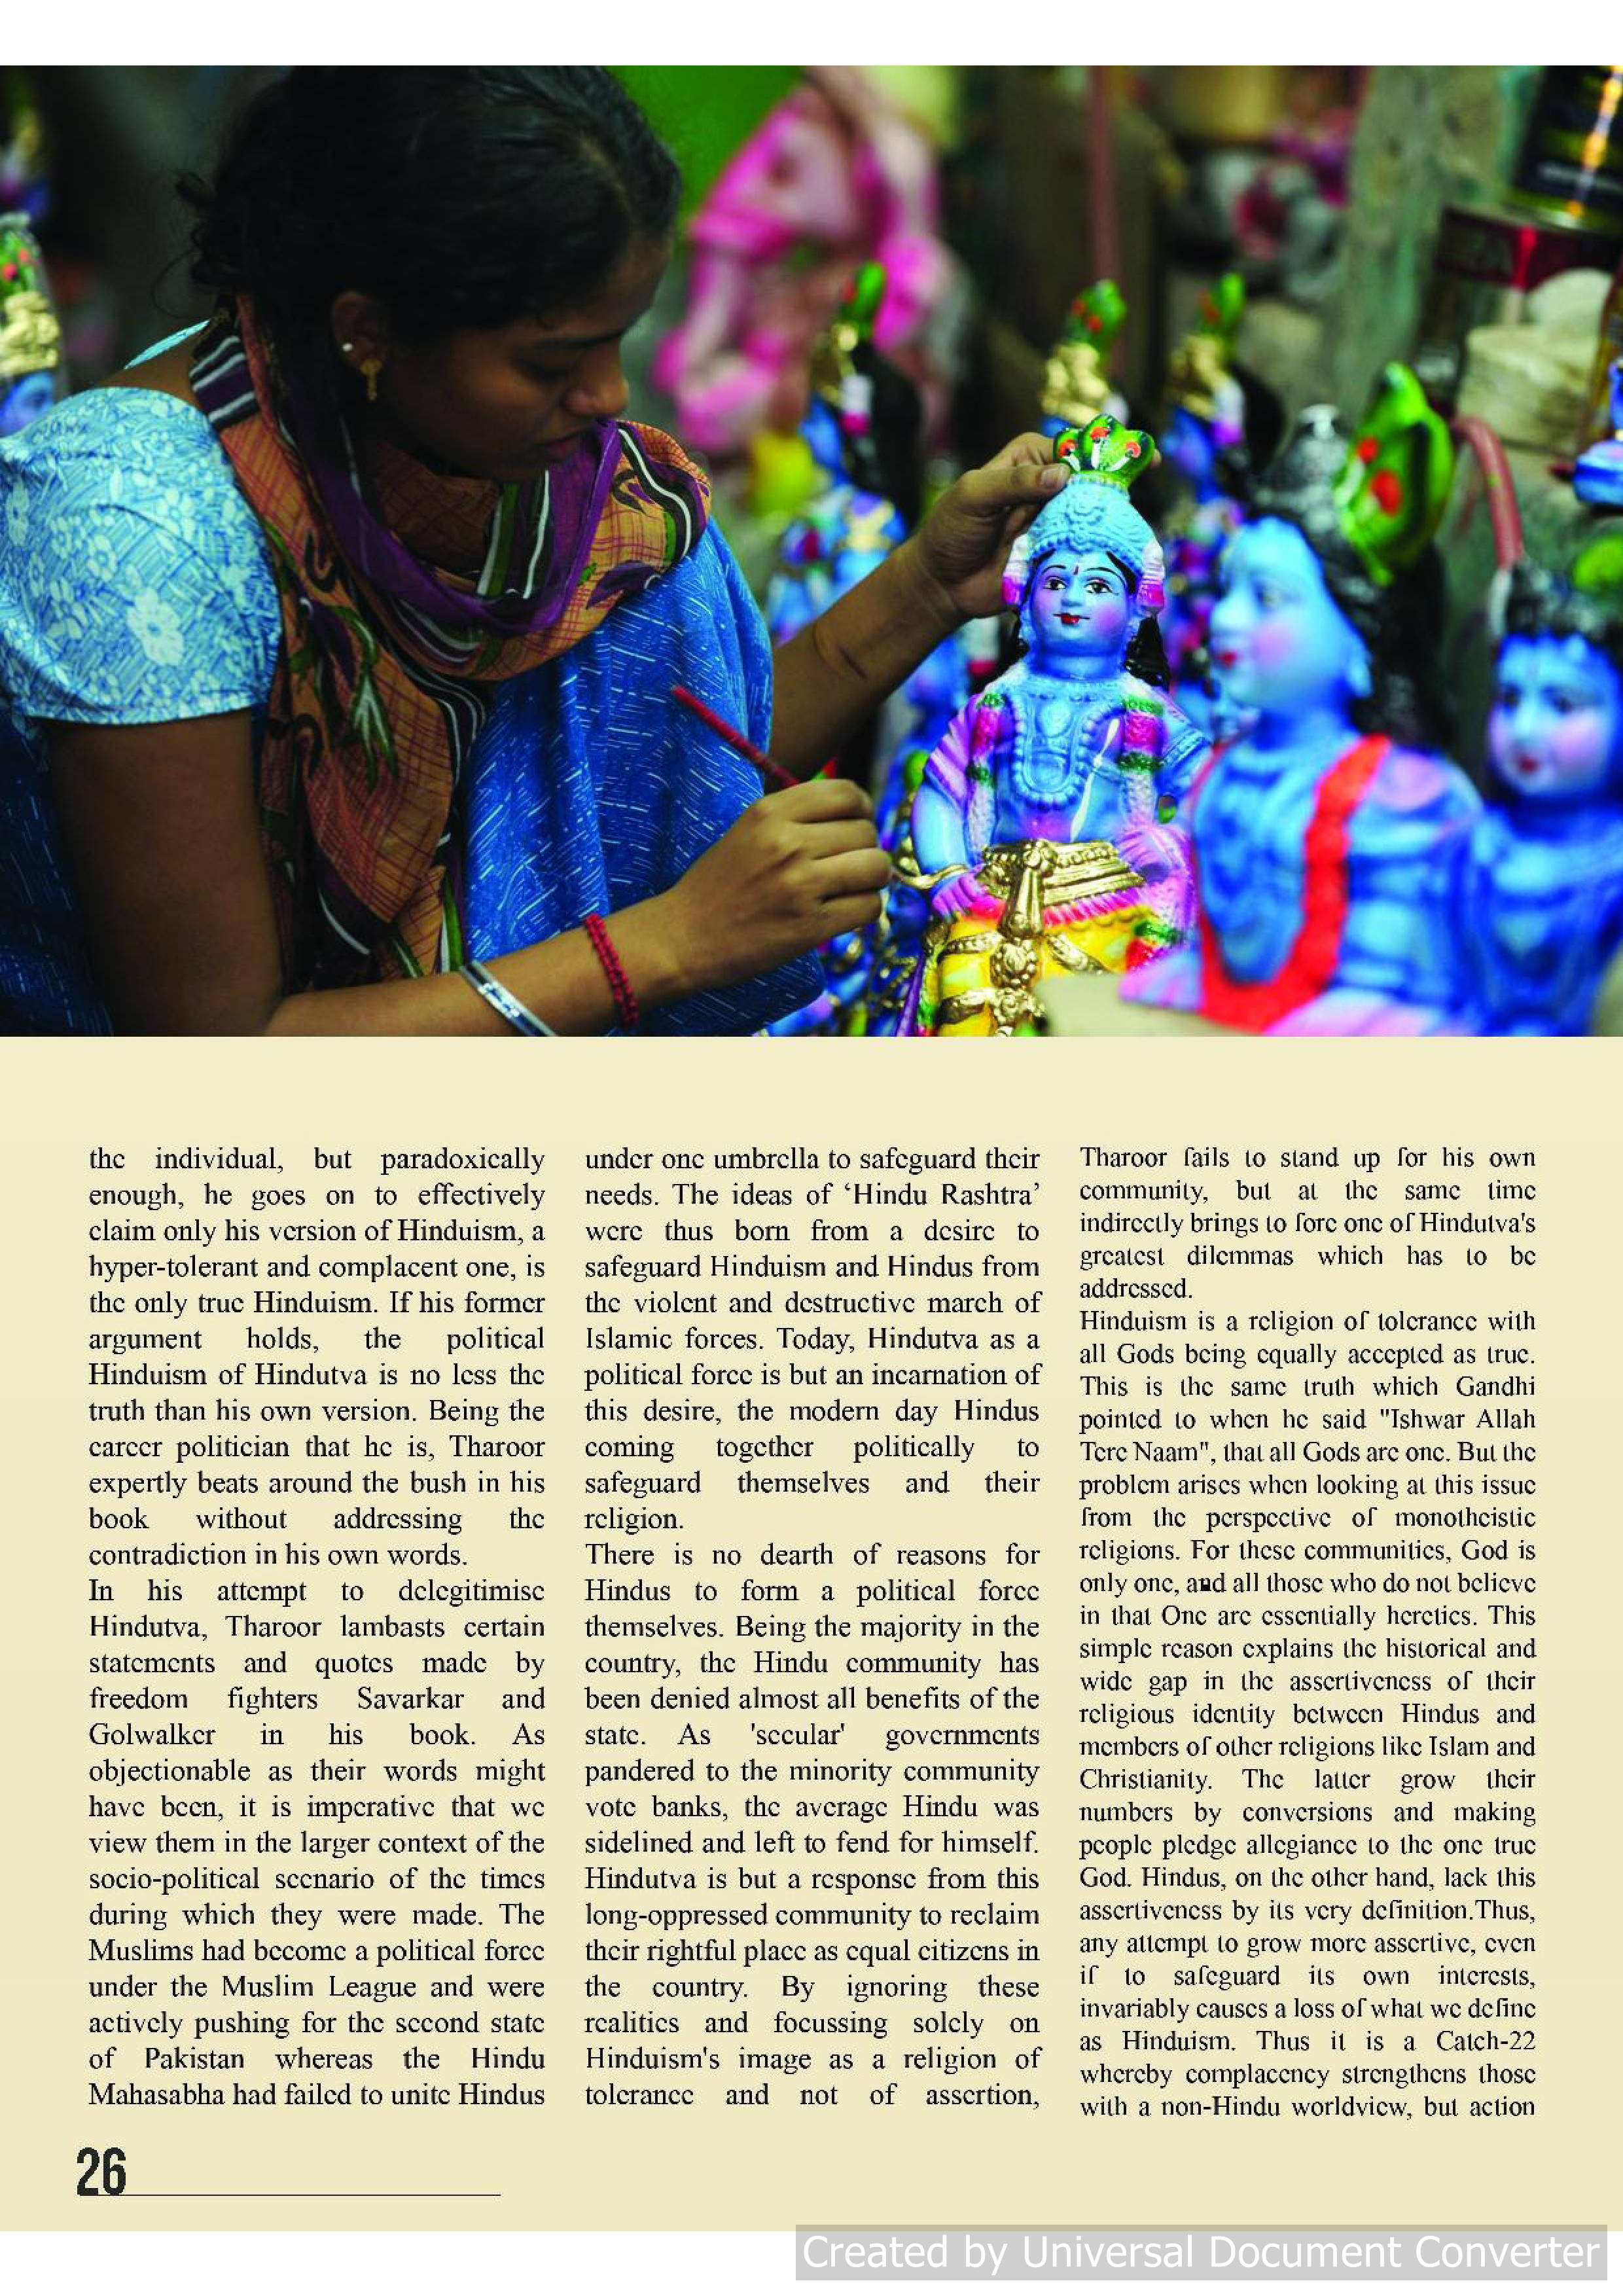 the individual, but paradoxically
enough, he goes on to effectively
claim only his version of Hinduism, a
hyper-tolerant and complacent one, is
the only true Hinduism. If his former
argument holds, the political
Hinduism of Hindutva is no less the
truth than his own version. Being the
career politician that he is, Tharoor
expertly beats around the bush in his
book without addressing the
contradiction in his own words.
In his attempt to delegitimise
Hindutva, Tharoor lambasts certain
statements and quotes made by
freedom fighters Savarkar and
Golwalker in his book. As
objectionable as their words might
have been, it is imperative that we
view them in the larger context of the
socio-political scenario of the times
during which they were made. The
Muslims had become a political force
under the Muslim League and were
actively pushing for the second state
of Pakistan whereas the Hindu
Mahasabha had failed to unite Hindus
under one umbrella to safeguard their
needs. The ideas of ‘Hindu Rashtra’
were thus born from a desire to
safeguard Hinduism and Hindus from
the violent and destructive march of
Islamic forces. Today, Hindutva as a
political force is but an incarnation of
this desire, the modern day Hindus
coming together politically to
safeguard themselves and their
religion.
There is no dearth of reasons for
Hindus to form a political force
themselves. Being the majority in the
country, the Hindu community has
been denied almost all benefits of the
state. As 'secular' governments
pandered to the minority community
vote banks, the average Hindu was
sidelined and left to fend for himself.
Hindutva is but a response from this
long-oppressed community to reclaim
their rightful place as equal citizens in
the country. By ignoring these
realities and focussing solely on
Hinduism's image as a religion of
tolerance and not of assertion,
Tharoor fails to stand up for his own
community, but at the same time
indirectly brings to fore one of Hindutva's
greatest dilemmas which has to be
addressed.
Hinduism is a religion of tolerance with
all Gods being equally accepted as true.
This is the same truth which Gandhi
pointed to when he said "Ishwar Allah
Tere Naam", that all Gods are one. But the
problem arises when looking at this issue
from the perspective of monotheistic
religions. For these communities, God is
only one, and all those who do not believe
in that One are essentially heretics. This
simple reason explains the historical and
wide gap in the assertiveness of their
religious identity between Hindus and
members of other religions like Islam and
Christianity. The latter grow their
numbers by conversions and making
people pledge allegiance to the one true
God. Hindus, on the other hand, lack this
assertiveness by its very definition.Thus,
any attempt to grow more assertive, even
if to safeguard its own interests,
invariably causes a loss of what we define
as Hinduism. Thus it is a Catch-22
whereby complacency strengthens those
with a non-Hindu worldview, but action
26
Created by Universal Document Converter